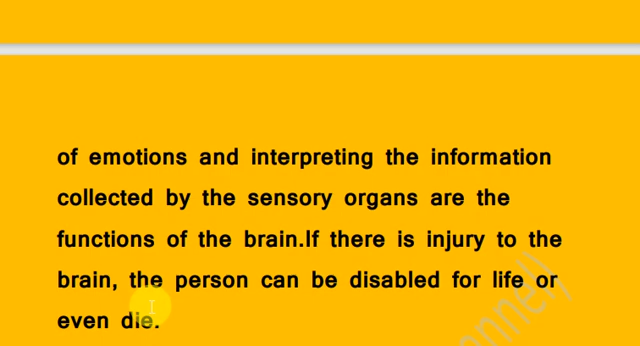 of emotions and interpreting the information
collected by the sensory organs are the
functions of the brain.If there is injury to the
brain, the person can be disabled for life or
even die.